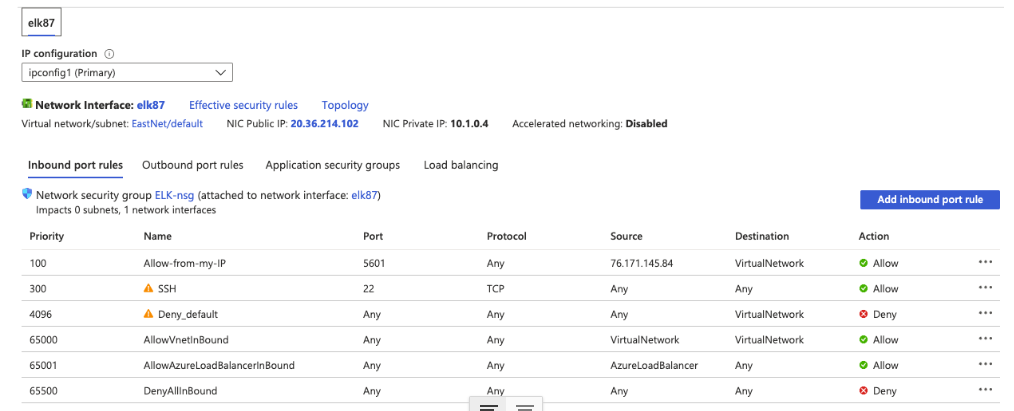 elk87
IP configuration
ipconfig1 (Primary)
Network Interface: elk87 Effective security rules Topology
Virtual network/subnet: EastNet/default NIC Public IP: 20.36.214.102 NIC Private IP: 10.1.0.4 Accelerated networking: Disabled
Inbound port rules Outbound port rules Application security groups Load balancing
Network security group ELK-nsg (attached to network interface: elk87)
Impacts 0 subnets, 1 network interfaces
Add inbound port rule
Priority Name Port Protocol Source Destination Action
100 Allow-from-my-IP 5601 Any 76.171.145.84 VirtualNetwork Allow
300 SSH 22 TCP Any Any Allow
4096 Deny_default Any Any Any VirtualNetwork Deny
65000 AllowVnetInBound Any Any VirtualNetwork VirtualNetwork Allow
65001 AllowAzureLoadBalancerInBound Any Any AzureLoadBalancer Any Allow
65500 DenyAllInBound Any Any Any Any Deny